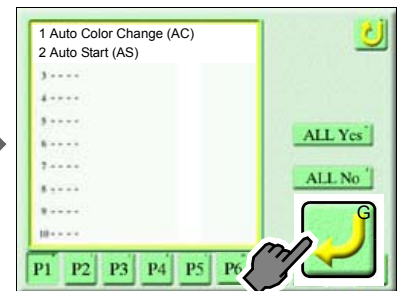 1 Auto Color Change (AC)
2 Auto Start (AS)
3 ----
4 ----
5 ----
6 ----
7 ----
8 ----
9 ----
10 ----
ALL Yes
ALL No
G
P1 P2 P3 P4 P5 P6